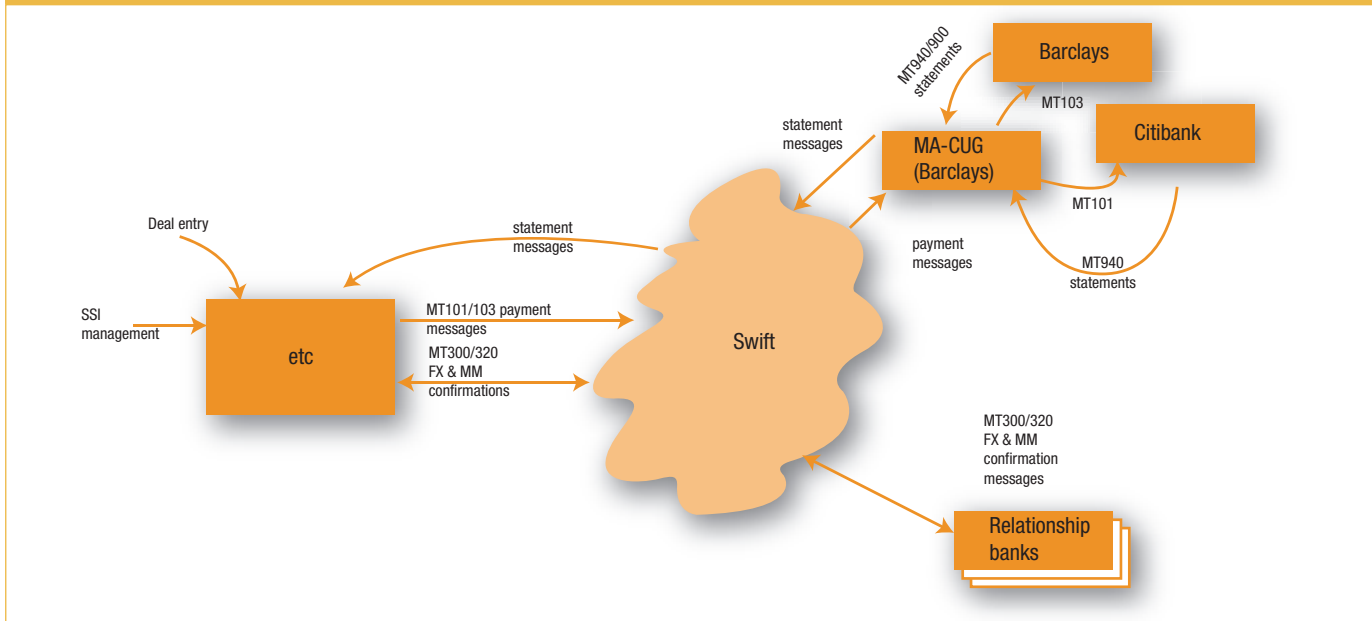 MT940/900
statements
Barclays
MT103
Citibank
statement
messages
MA-CUG
(Barclays)
MT101
Deal entry
statement
messages
payment
messages
MT940
statements
SSI
management
MT101/103 payment
messages
etc
Swift
MT300/320
FX & MM
confirmations
MT300/320
FX & MM
confirmation
messages
Relationship
banks